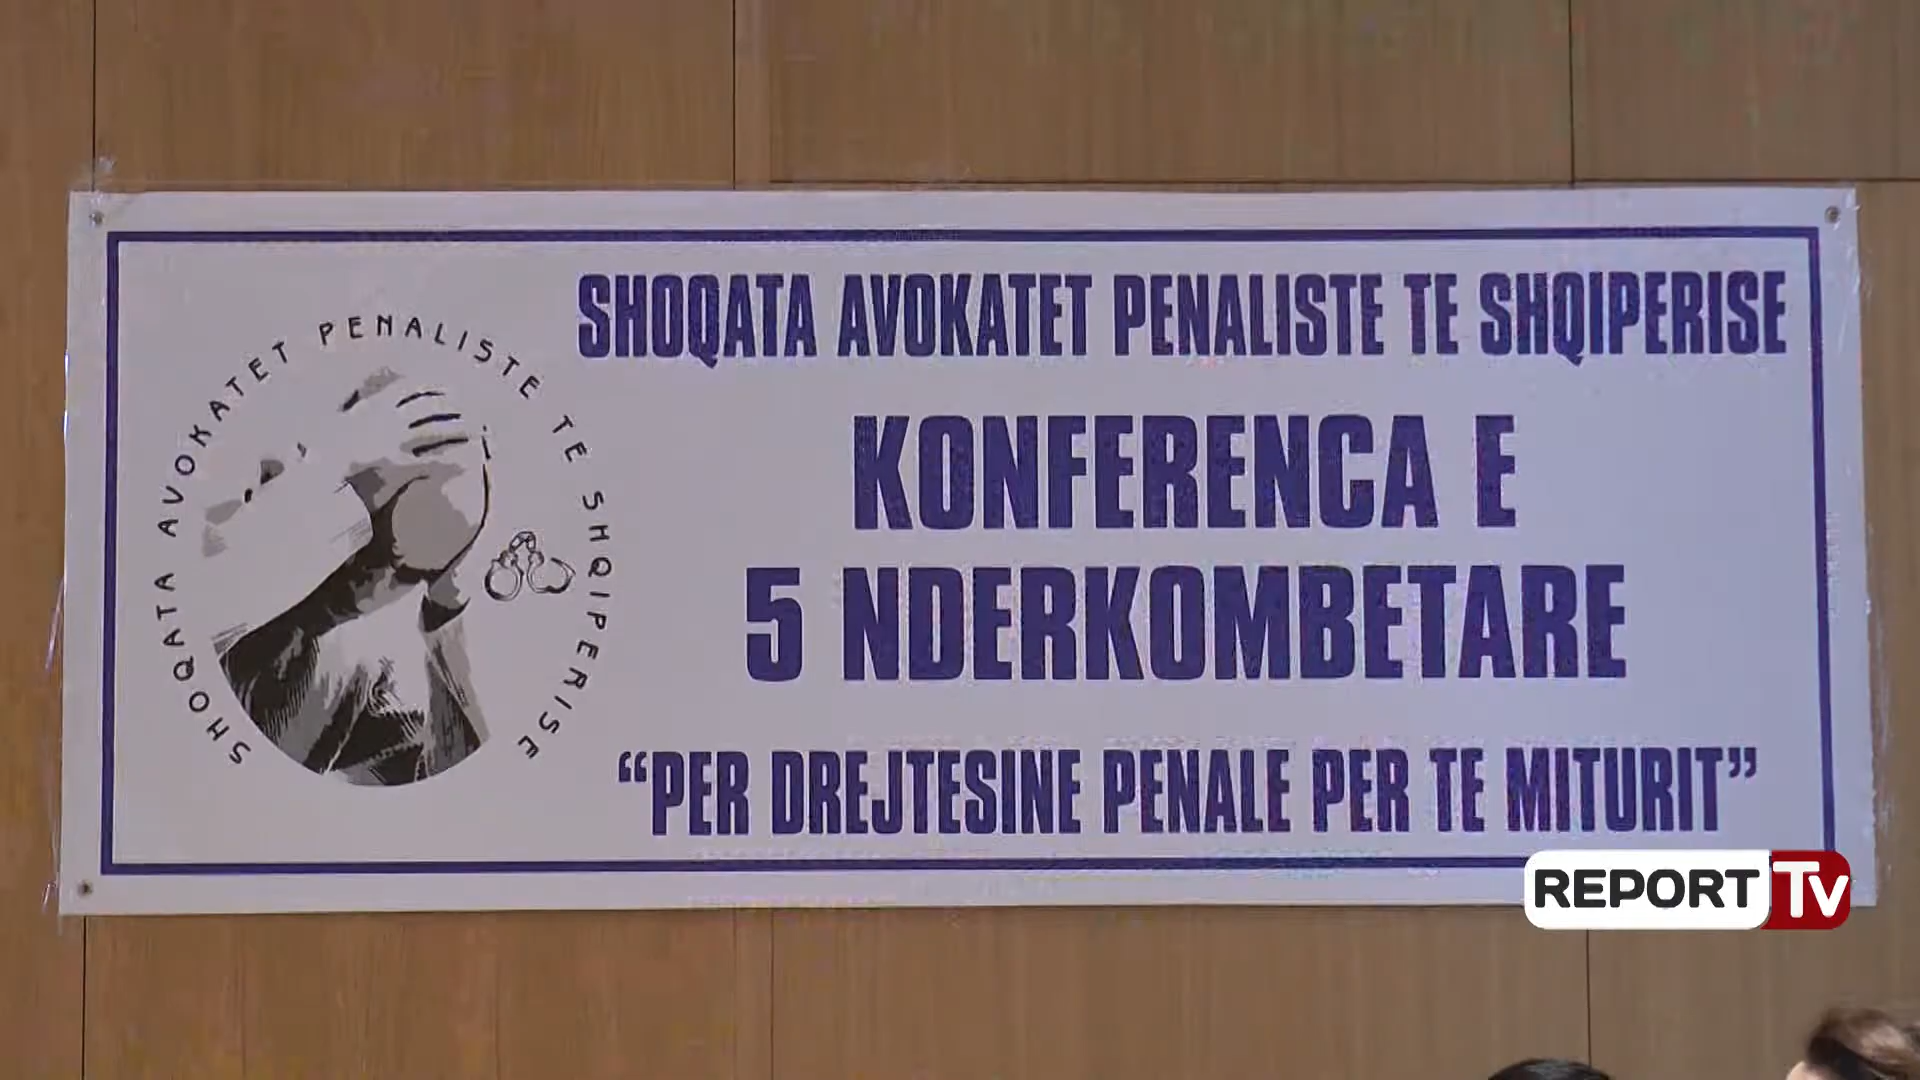 SHOQATA AVOKATET PENALISTE TE SHQIPERISE
SHOQATA AVOKATET PENALISTE TE SHQIPERISE
KONFERENCA E
5 NDERKOMBETARE
“PER DREJTESINE PENALE PER TE MITURIT”
REPORT Tv